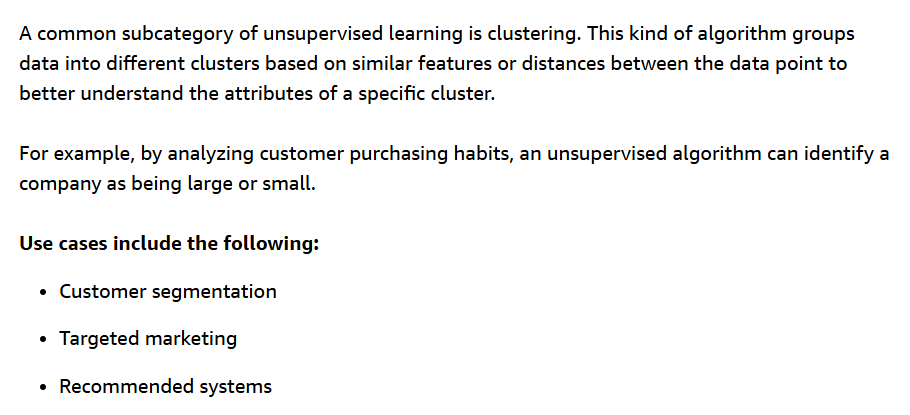 A common subcategory of unsupervised learning is clustering. This kind of algorithm groups
data into different clusters based on similar features or distances between the data point to
better understand the attributes of a specific cluster.
For example, by analyzing customer purchasing habits, an unsupervised algorithm can identify a
company as being large or small.
Use cases include the following:
• Customer segmentation
• Targeted marketing
• Recommended systems